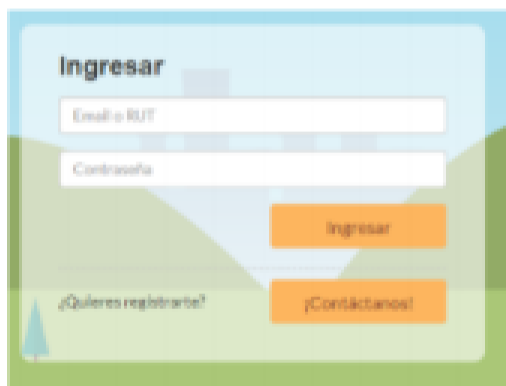 Ingresar
Email o RUT
Contraseña
Ingresar
¿Quieres registrarte?
¡Contáctanos!